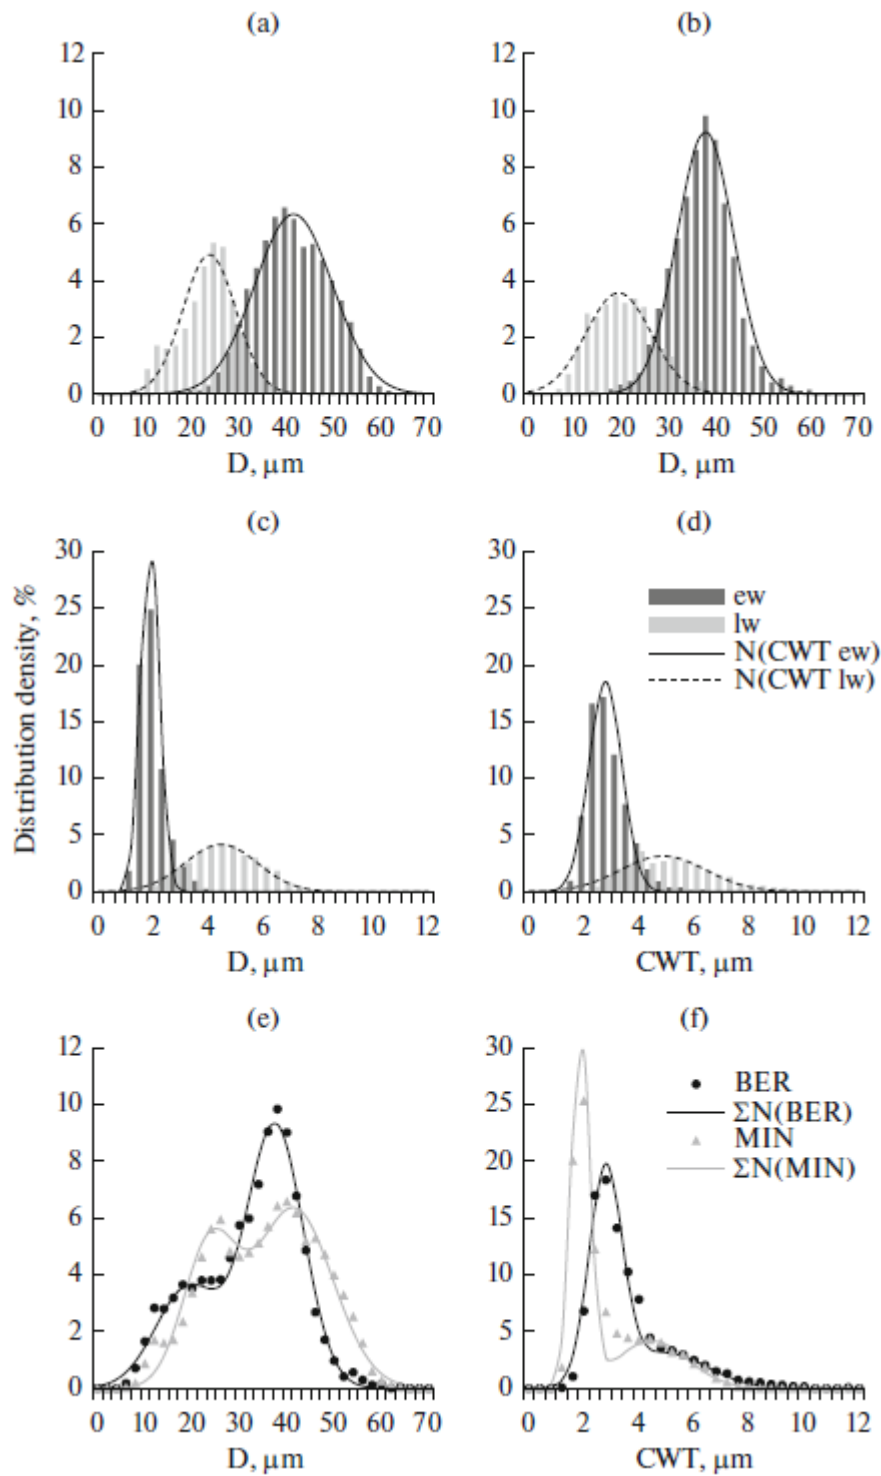 (a)
12
10
8
6
4
2
0
0 10 20 30 40 50 60 70
D, μm
(b)
12
10
8
6
4
2
0
0 10 20 30 40 50 60 70
D, μm
Distribution density, %
(c)
30
25
20
15
10
5
0
0 2 4 6 8 10 12
D, μm
(d)
30
25
20
15
10
5
0
0 2 4 6 8 10 12
CWT, μm
ew
lw
N(CWT ew)
N(CWT lw)
(e)
12
10
8
6
4
2
0
0 10 20 30 40 50 60 70
D, μm
(f)
30
25
20
15
10
5
0
0 2 4 6 8 10 12
CWT, μm
BER
ΣN(BER)
MIN
ΣN(MIN)